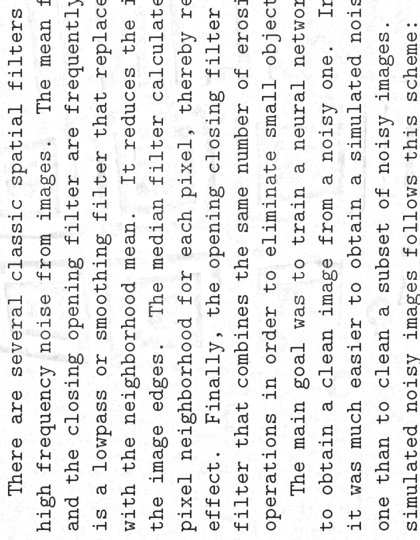 There are several classic spatial filters
high frequency noise from images. The mean
and the closing opening filter are frequently
is a lowpass or smoothing filter that replace
with the neighborhood mean. It reduces the
the image edges. The median filter calculate
pixel neighborhood for each pixel, thereby re
effect. Finally, the opening closing filter
filter that combines the same number of erosi
operations in order to eliminate small object
The main goal was to train a neural networ
to obtain a clean image from a noisy one. In
it was much easier to obtain a simulated nois
one than to clean a subset of noisy images.
simulated noisy images follows this scheme: